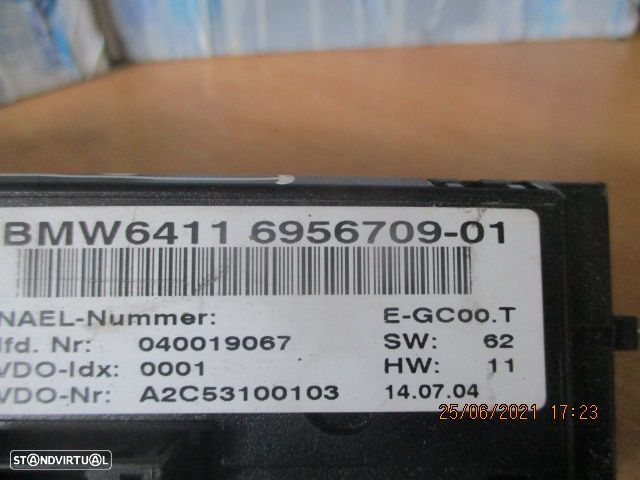 BMW6411 6956709-01
NAEL-Nummer: E-GC00.T
lfd. Nr: 040019067 SW: 62
VDO-Idx: 0001 HW: 11
VDO-Nr: A2C53100103 14.07.04
25/06/2021 17:23
STANDVIRTUAL